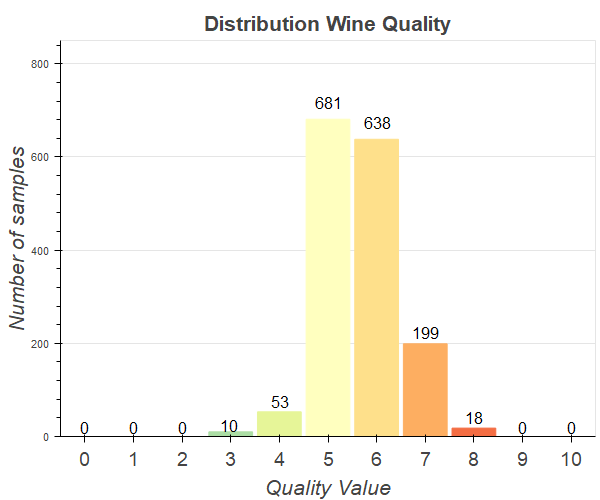 Distribution Wine Quality
800
600
400
200
0
Number of samples
0 0 0 10 53 681 638 199 18 0 0
0 1 2 3 4 5 6 7 8 9 10
Quality Value